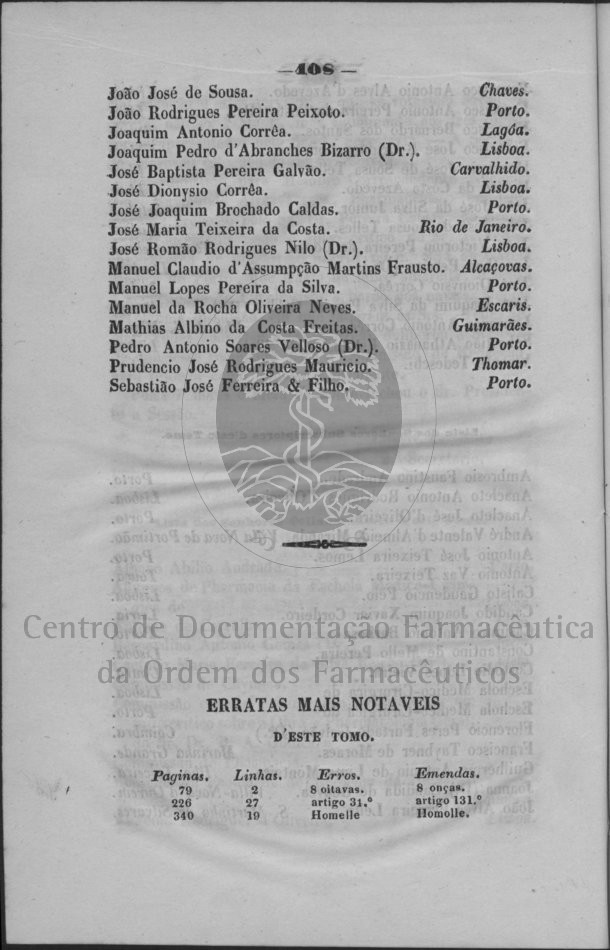 —408—
João José de Sousa. Chaves.
João Rodrigues Pereira Peixoto. Porto.
Joaquim Antonio Corrêa. Lagóa.
Joaquim Pedro d'Abranches Bizarro (Dr.). Lisboa.
José Baptista Pereira Galvão. Carvalhido.
José Dionysio Corrêa. Lisboa.
José Joaquim Brochado Caldas. Porto.
José Maria Teixeira da Costa. Rio de Janeiro.
José Romão Rodrigues Nilo (Dr.). Lisboa.
Manuel Claudio d'Assumpção Martins Frausto. Alcaçovas.
Manuel Lopes Pereira da Silva. Porto.
Manuel da Rocha Oliveira Neves. Escaris.
Mathias Albino da Costa Freitas. Guimarães.
Pedro Antonio Soares Velloso (Dr.). Porto.
Prudencio José Rodrigues Mauricio. Thomar.
Sebastião José Ferreira & Filho. Porto.
Centro de Documentação Farmacêutica
da Ordem dos Farmacêuticos
ERRATAS MAIS NOTAVEIS
D'ESTE TOMO.
Paginas. Linhas. Erros. Emendas.
79 2 8 oitavas. 8 onças.
226 27 artigo 31.º artigo 131.º
340 19 Homelle Homolle.